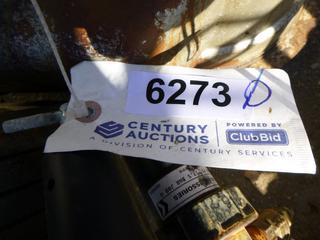 6273
CENTURY
AUCTIONS
POWERED BY
ClubBid
A DIVISION OF CENTURY SERVICES